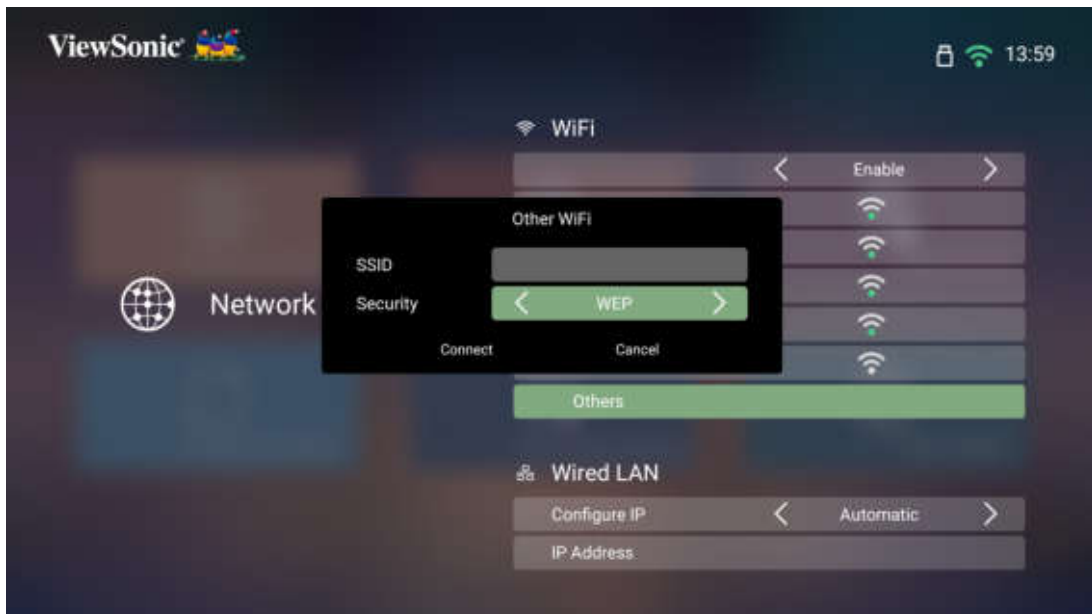 ViewSonic
13:59
WiFi
Enable
Other WiFi
SSID
Security
WEP
Network
Connect
Cancel
Others
Wired LAN
Configure IP
Automatic
IP Address